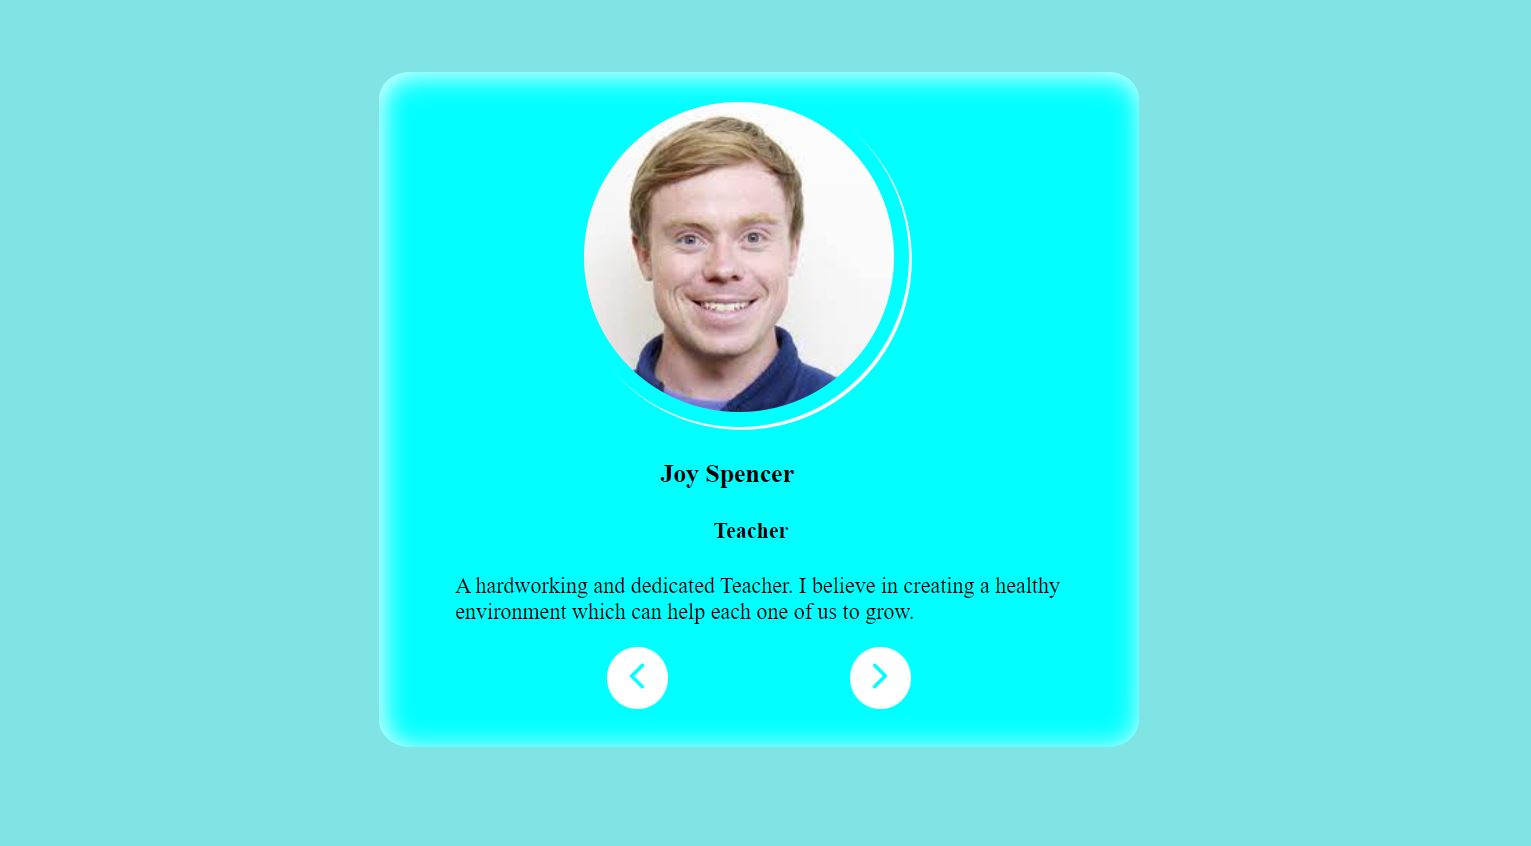 Joy Spencer
Teacher
A hardworking and dedicated Teacher. I believe in creating a healthy
environment which can help each one of us to grow.